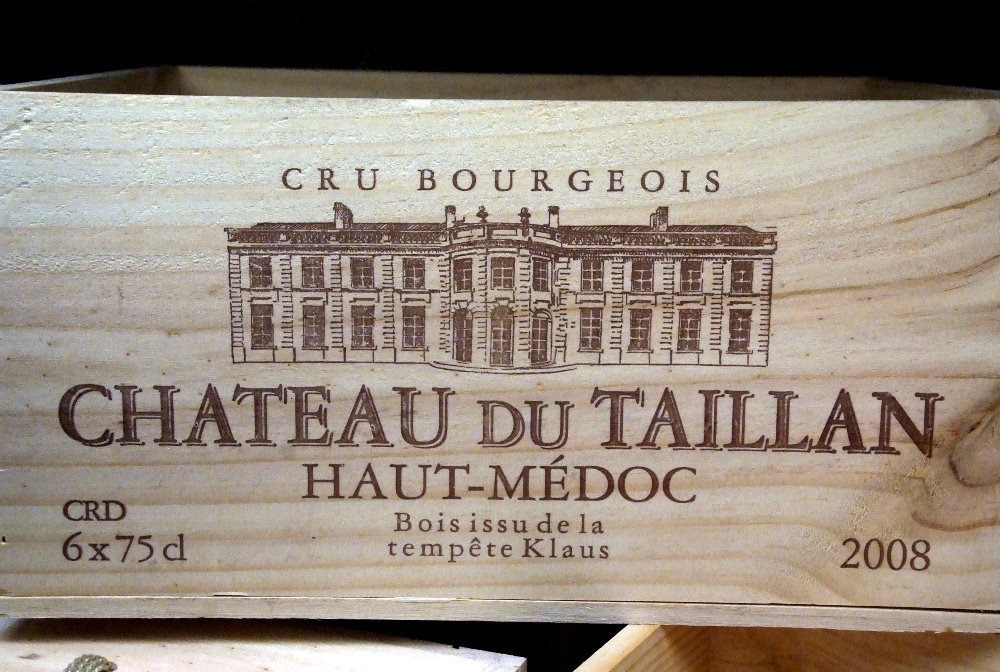 CRU BOURGEOIS
CHATEAU DU TAILLAN
HAUT-MÉDOC
CRD
6x75cl
Bois issu de la
tempête Klaus
2008